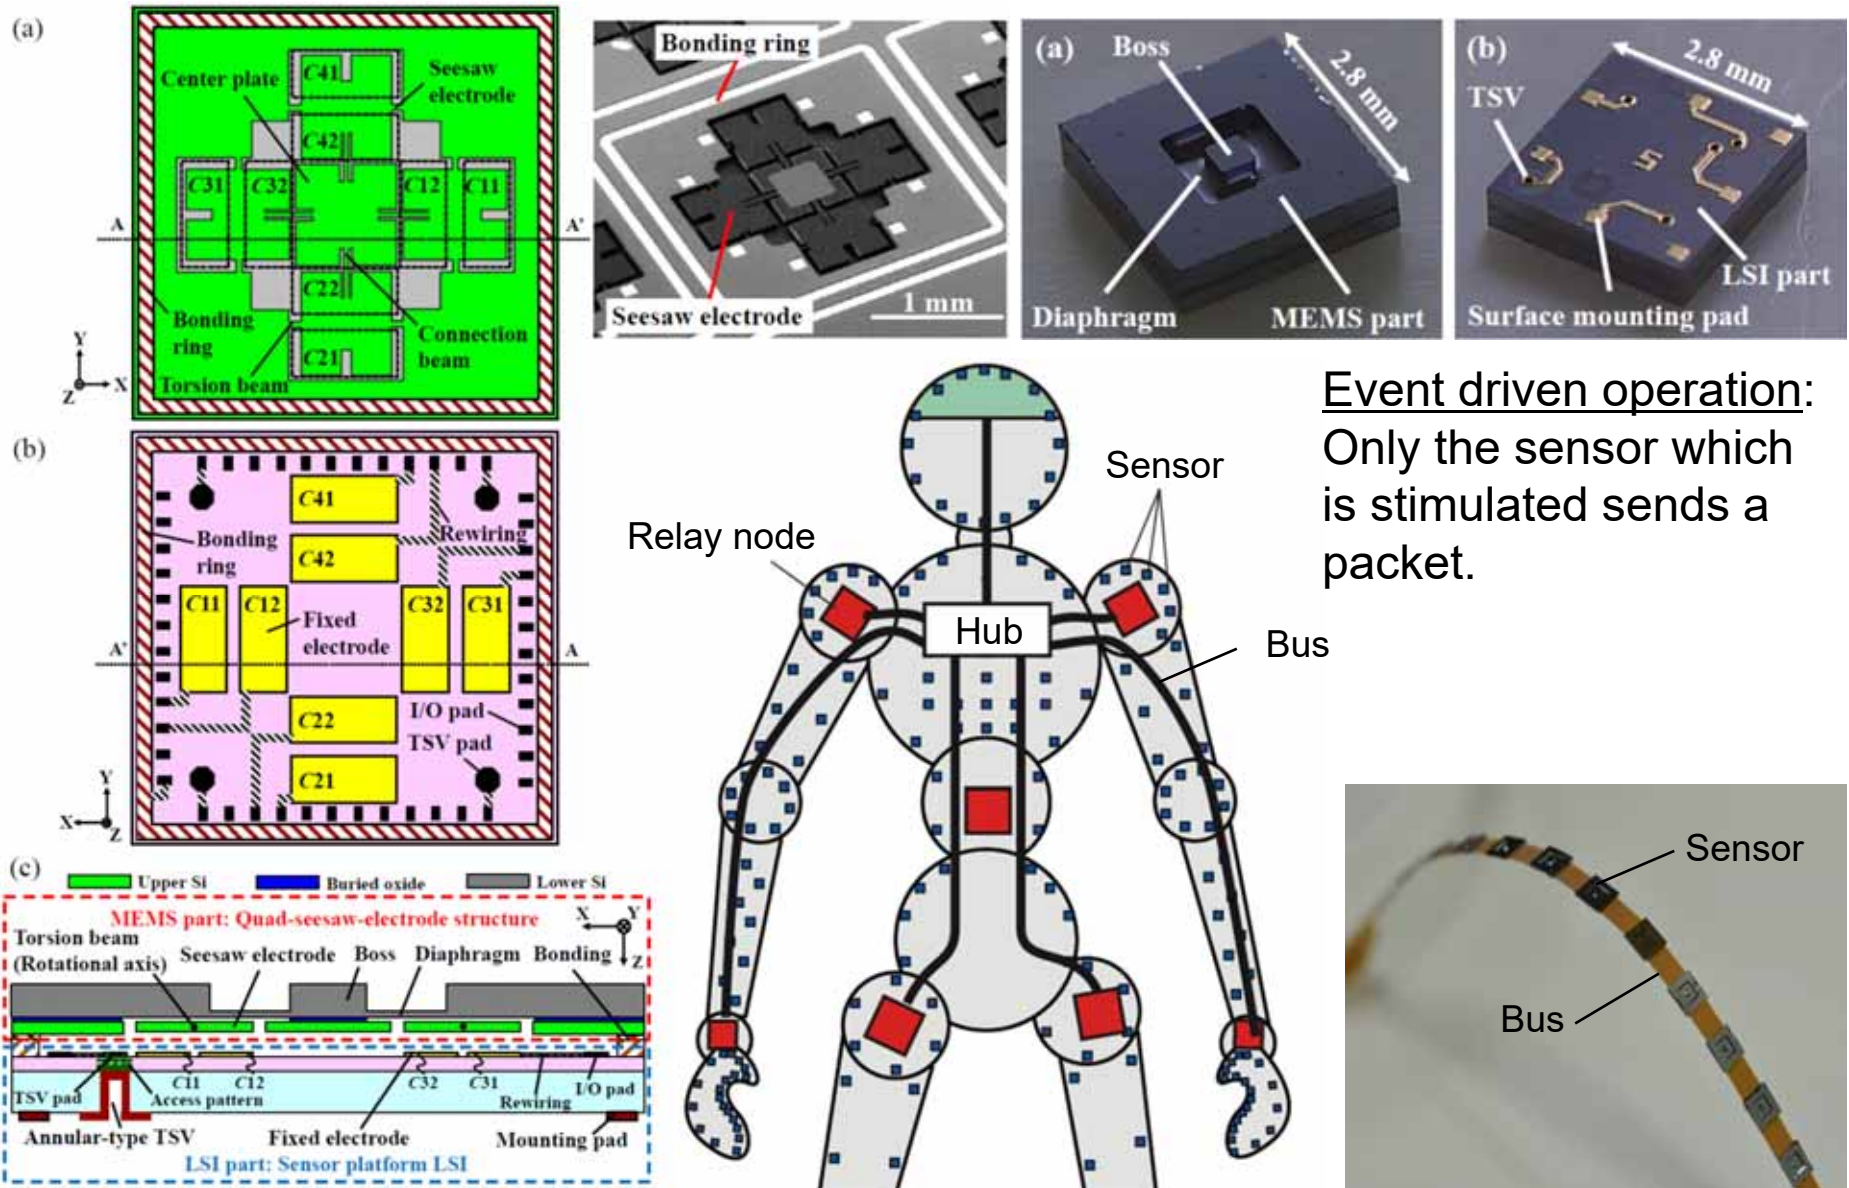 (a)
C41
Center plate
Seesaw
electrode
C42
C31
C32
C12
C11
A
A'
C22
Bonding
ring
C21
Connection
beam
Torsion beam
Y
X
Z
(b)
C41
Rewiring
Bonding
ring
C42
C11
C12
C32
C31
Fixed
electrode
A'
A
C22
I/O pad
TSV pad
C21
Y
X
Z
(c)
Upper Si
Buried oxide
Lower Si
MEMS part: Quad-seesaw-electrode structure
X
Y
Z
Torsion beam
(Rotational axis)
Seesaw electrode
Boss
Diaphragm
Bonding
C11
C12
C32
C31
TSV pad
Access pattern
Rewiring
I/O pad
Annular-type TSV
Fixed electrode
Mounting pad
LSI part: Sensor platform LSI
Bonding ring
Seesaw electrode
1 mm
(a)
Boss
2.8 mm
Diaphragm
MEMS part
(b)
2.8 mm
TSV
LSI part
Surface mounting pad
Event driven operation:
Only the sensor which
is stimulated sends a
packet.
Sensor
Relay node
Hub
Bus
Sensor
Bus